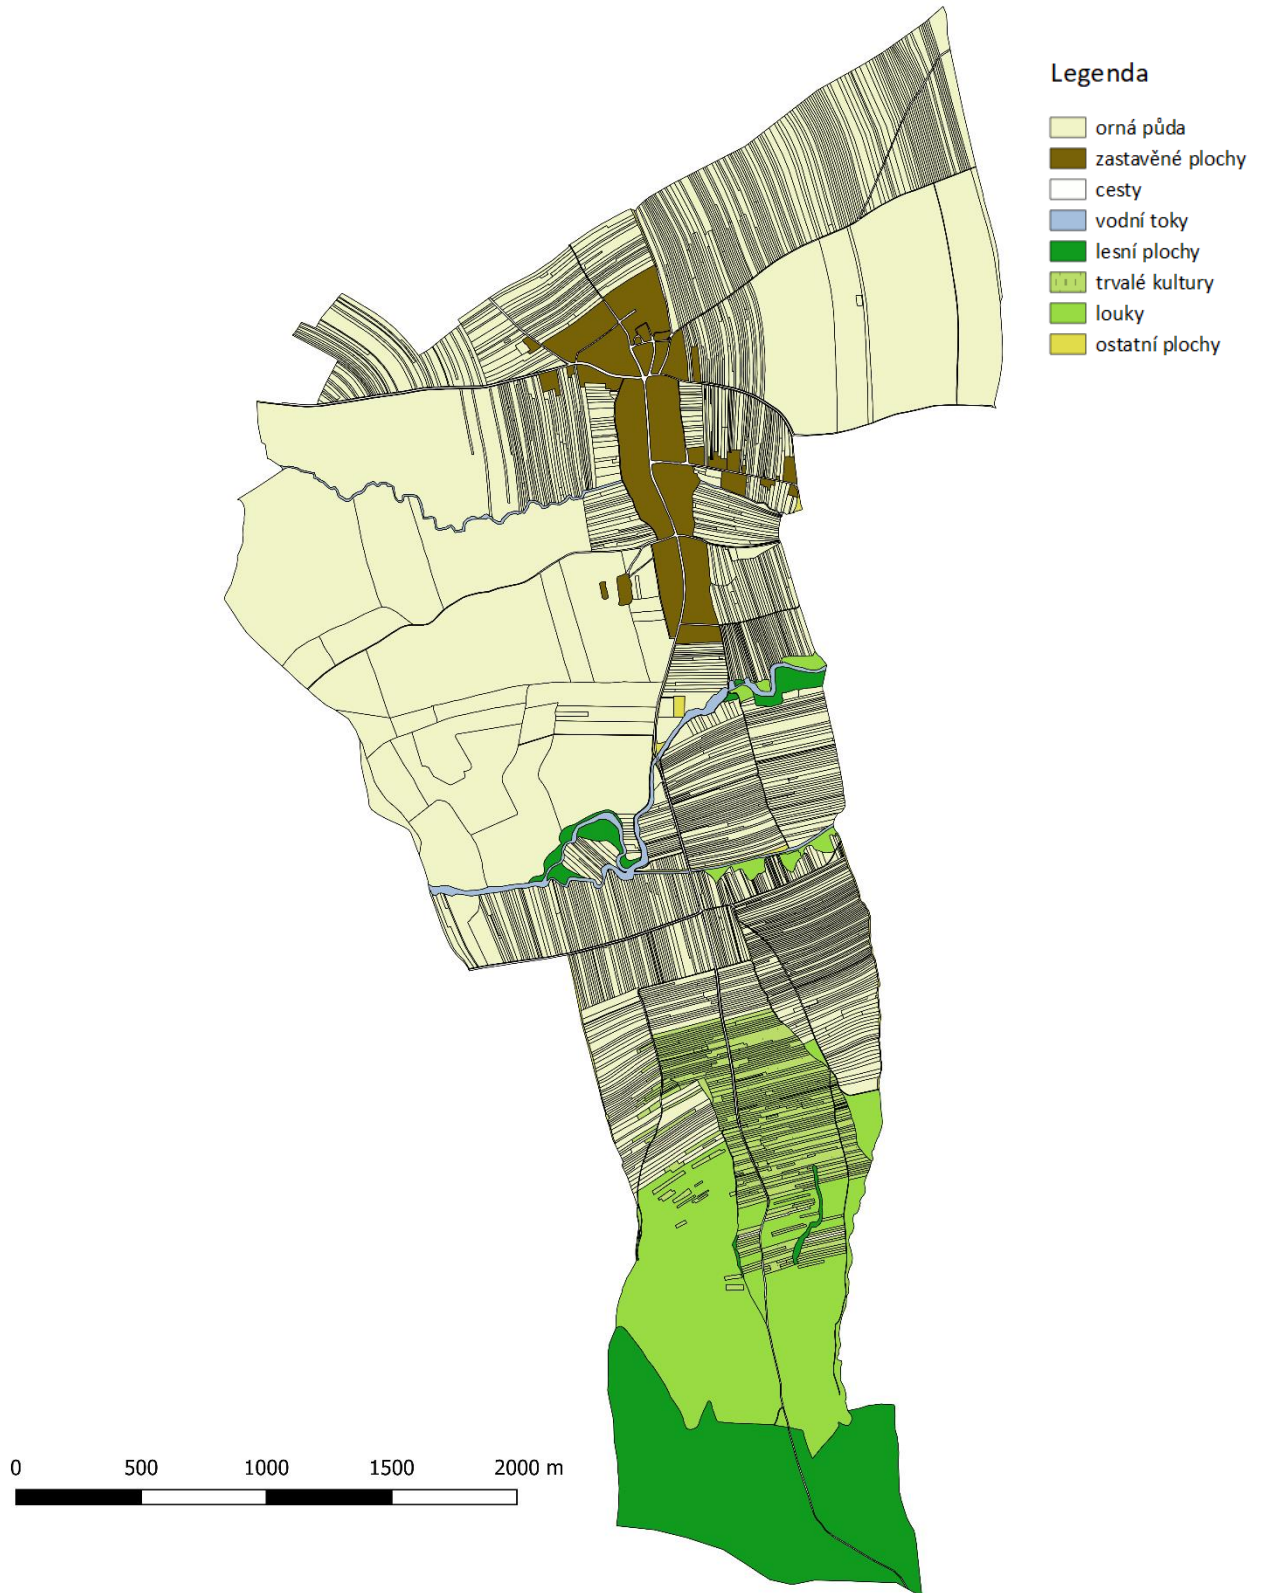 Legenda
orná půda
zastavěné plochy
cesty
vodní toky
lesní plochy
trvalé kultury
louky
ostatní plochy
0 500 1000 1500 2000 m